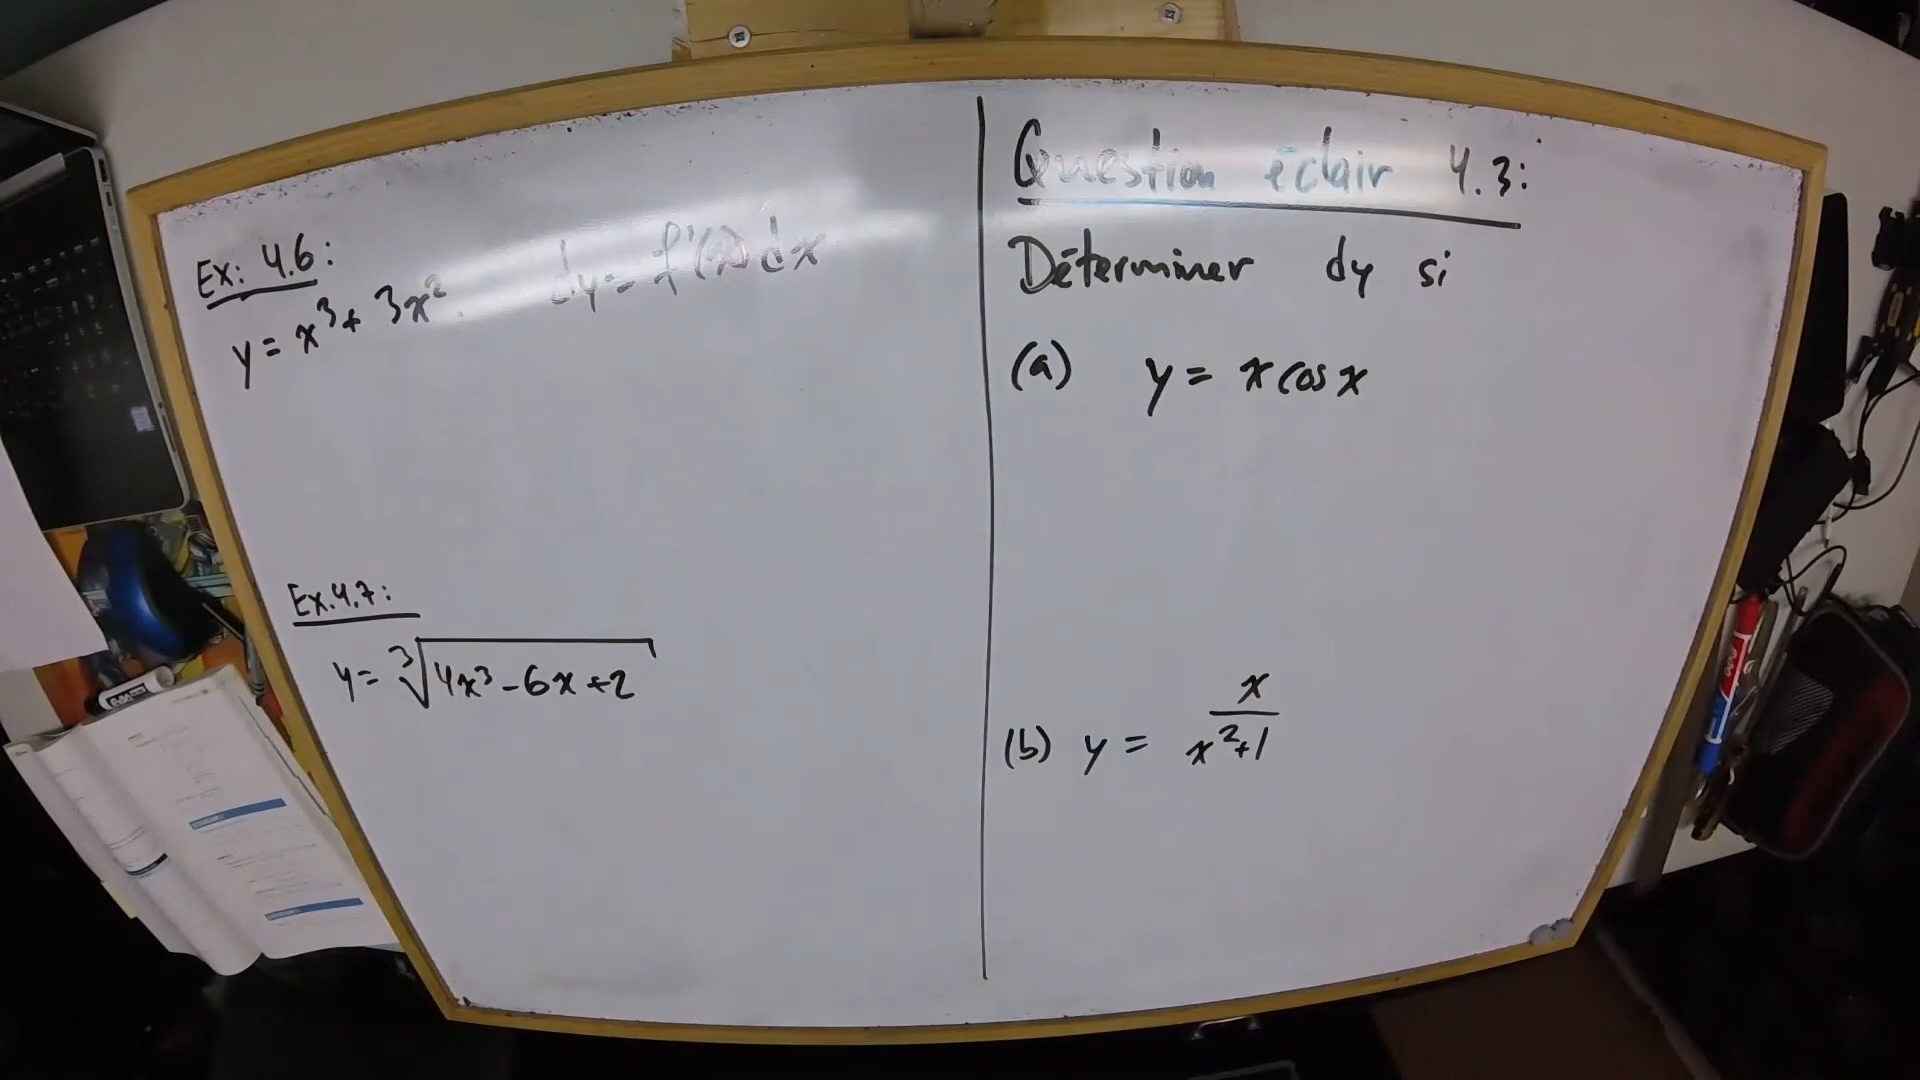 Ex: 4.6:
y = x³ + 3x².
dy = f'(x) dx
Ex. 4.7:
y = ∛(4x³ - 6x + 2)
Question éclair 4.3:
Déterminer dy si
(a) y = x cos x
(b) y = x/(x²+1)